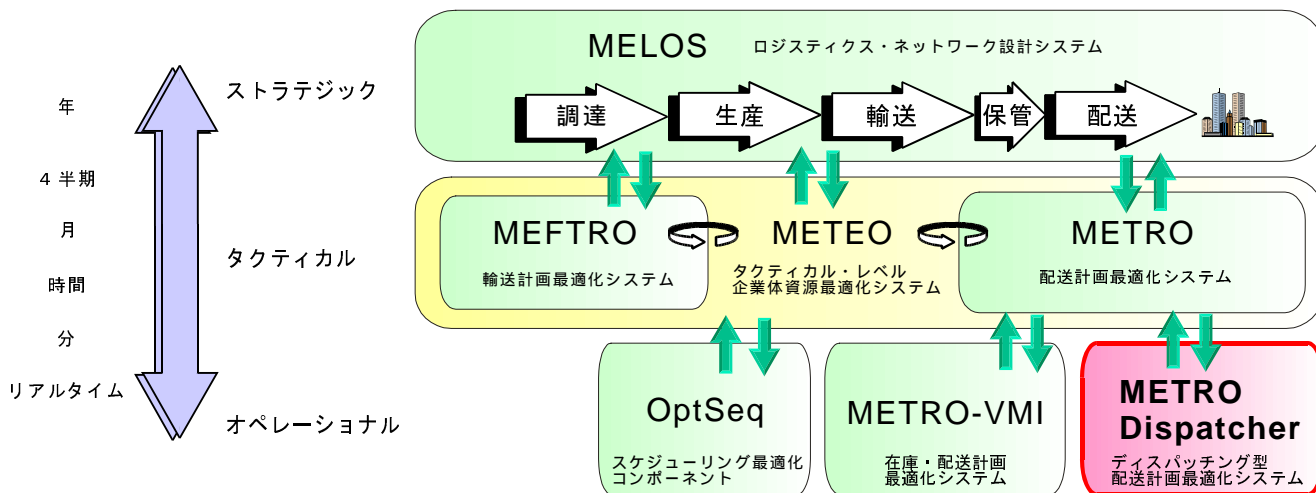 MELOS ロジスティクス・ネットワーク設計システム
年
ストラテジック
調達
生産
輸送
保管
配送
4半期
月
タクティカル
時間
分
リアルタイム
オペレーショナル
MEFTRO
輸送計画最適化システム
METEO
タクティカル・レベル
企業体資源最適化システム
METRO
配送計画最適化システム
OptSeq
スケジューリング最適化
コンポーネント
METRO-VMI
在庫・配送計画
最適化システム
METRO
Dispatcher
ディスパッチング型
配送計画最適化システム